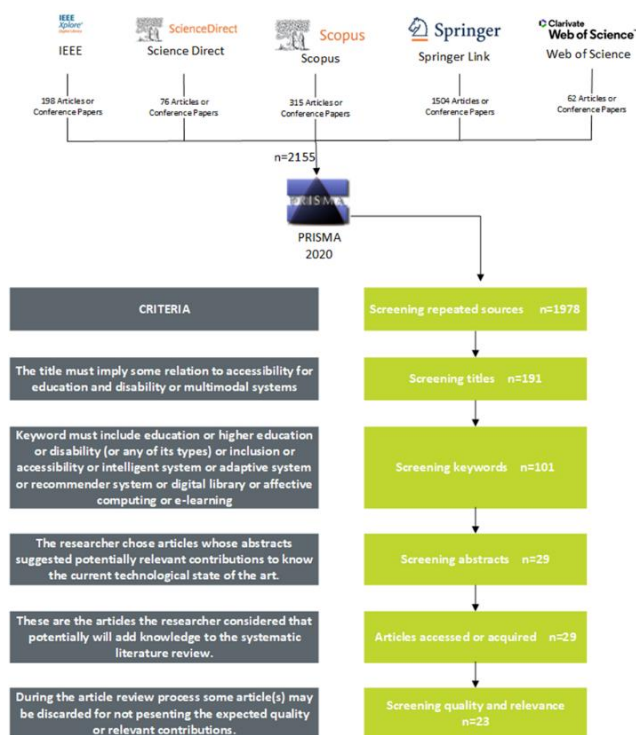 IEEE
Xplore®
Digital Library
ScienceDirect
Scopus
Springer
Clarivate
Web of Science™
IEEE
Science Direct
Scopus
Springer Link
Web of Science
198 Articles or
Conference Papers
76 Articles or
Conference Papers
315 Articles or
Conference Papers
1504 Articles or
Conference Papers
62 Articles or
Conference Papers
n=2155
PRISMA
PRISMA
2020
CRITERIA
Screening repeated sources n=1978
The title must imply some relation to accessibility for
education and disability or multimodal systems
Screening titles n=191
Keyword must include education or higher education
or disability (or any of its types) or inclusion or
accessibility or intelligent system or adaptive system
or recommender system or digital library or affective
computing or e-learning
Screening keywords n=101
The researcher chose articles whose abstracts
suggested potentially relevant contributions to know
the current technological state of the art.
Screening abstracts n=29
These are the articles the researcher considered that
potentially will add knowledge to the systematic
literature review.
Articles accessed or acquired n=29
During the article review process some article(s) may
be discarded for not pesenting the expected quality
or relevant contributions.
Screening quality and relevance
n=23